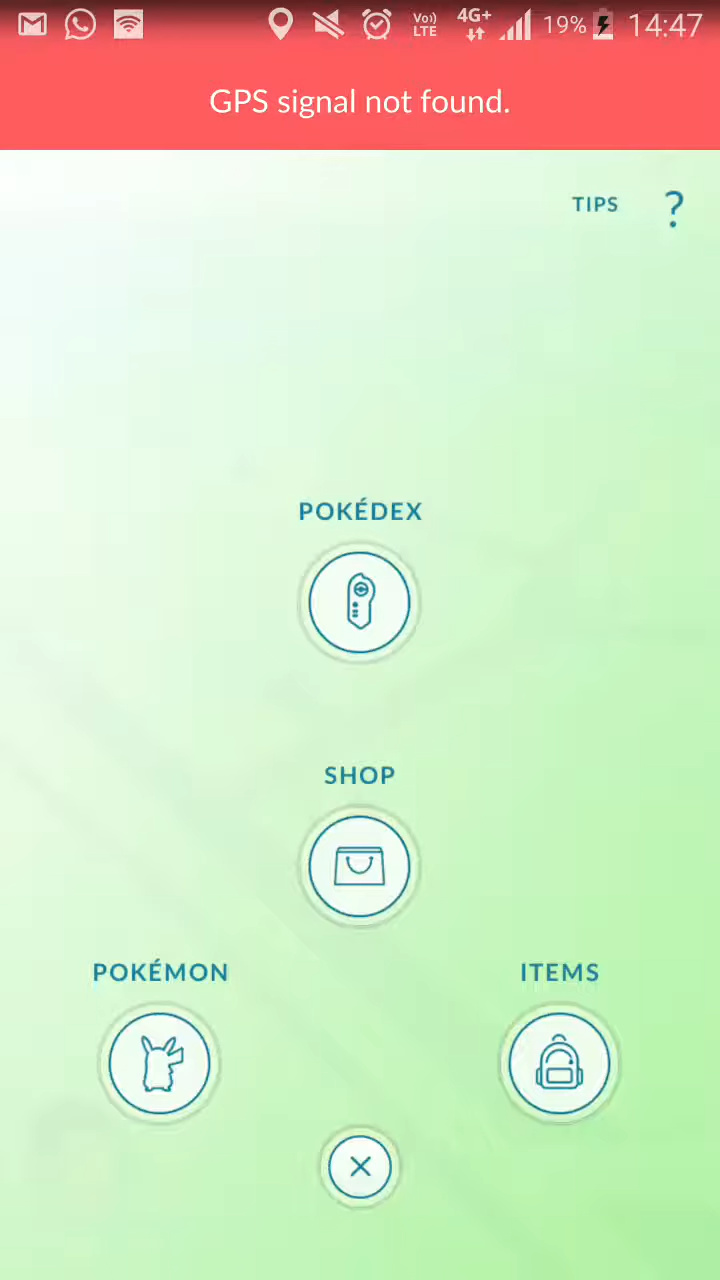 Vo) LTE 4G+ 19% 14:47
GPS signal not found.
TIPS ?
POKÉDEX
SHOP
POKÉMON ITEMS